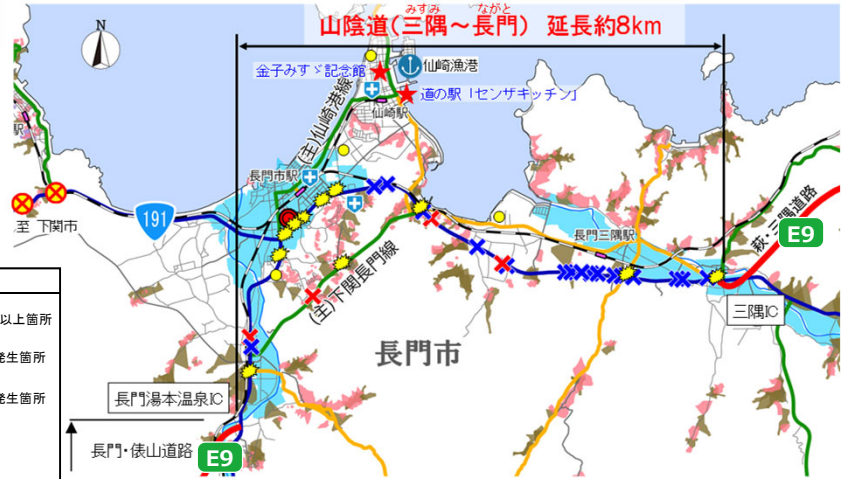 みすみ ながと
山陰道(三隅～長門) 延長約8km
N
金子みすゞ記念館
仙崎漁港
道の駅「センザキッチン」
仙崎駅
(主)仙崎港線
駅
長門市駅
191
至 下関市
長門三隅駅
萩・三隅道路
E9
(主)下関長門線
三隅IC
以上箇所
発生箇所
発生箇所
長門市
長門湯本温泉IC
長門・俵山道路
E9